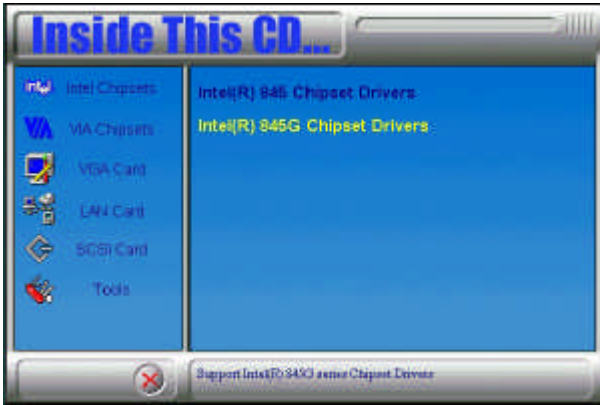 Inside This CD...
intel Intel Chipsets
VIA VIA Chipsets
VGA Card
LAN Card
SCSI Card
Tools
Intel(R) 845 Chipset Drivers
Intel(R) 845G Chipset Drivers
Support Intel(R) 845G series Chipset Drivers